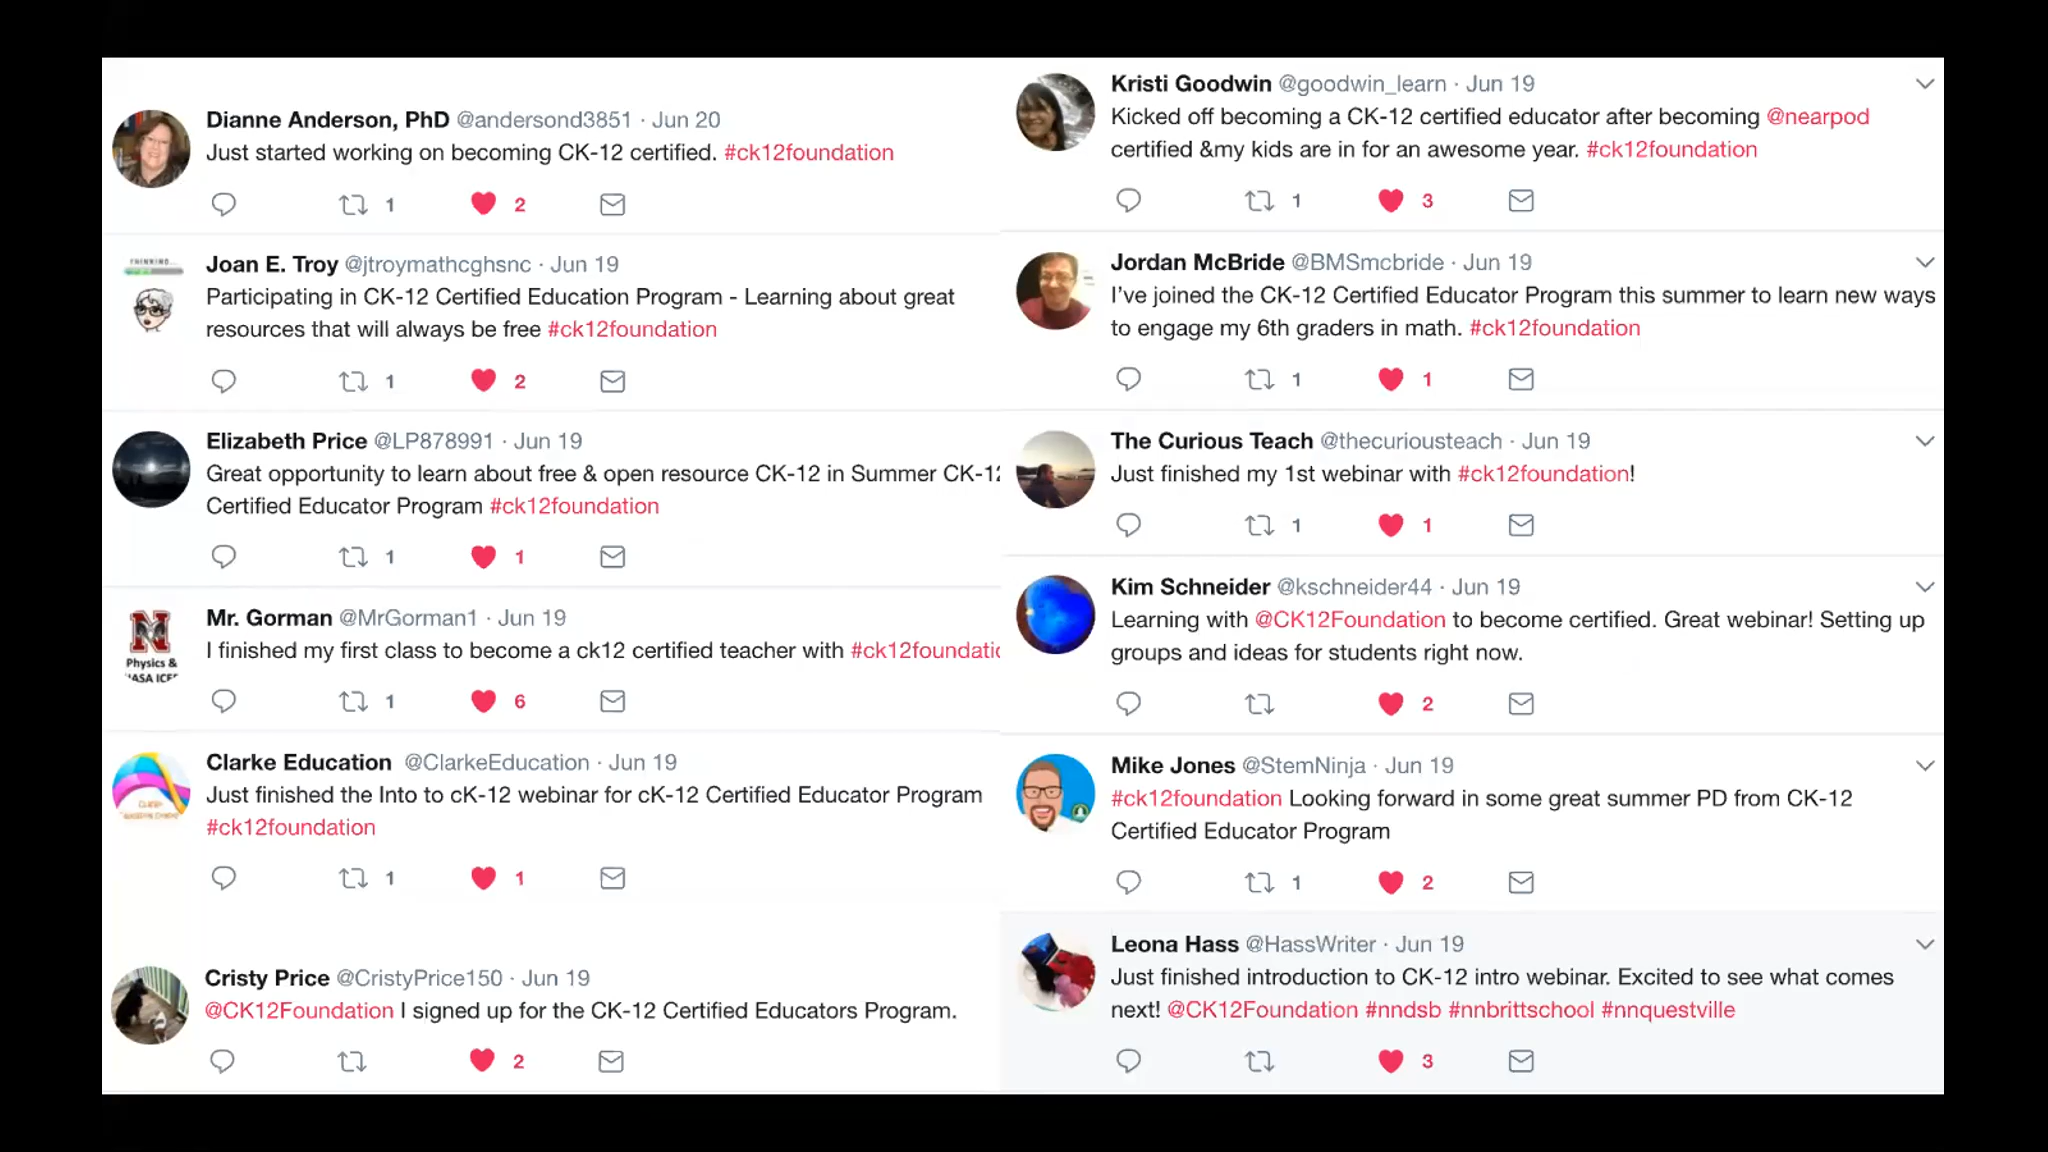 Dianne Anderson, PhD @andersond3851 · Jun 20
Just started working on becoming CK-12 certified. #ck12foundation
1 2
THINKING...
Joan E. Troy @jtroymathcghsnc · Jun 19
Participating in CK-12 Certified Education Program - Learning about great
resources that will always be free #ck12foundation
1 2
Elizabeth Price @LP878991 · Jun 19
Great opportunity to learn about free & open resource CK-12 in Summer CK-12
Certified Educator Program #ck12foundation
1 1
N
Physics &
Mr. Gorman @MrGorman1 · Jun 19
I finished my first class to become a ck12 certified teacher with #ck12foundatio
1 6
Clarke Education @ClarkeEducation · Jun 19
Just finished the Into to cK-12 webinar for cK-12 Certified Educator Program
#ck12foundation
1 1
Cristy Price @CristyPrice150 · Jun 19
@CK12Foundation I signed up for the CK-12 Certified Educators Program.
2
Kristi Goodwin @goodwin_learn · Jun 19
Kicked off becoming a CK-12 certified educator after becoming @nearpod
certified &my kids are in for an awesome year. #ck12foundation
1 3
Jordan McBride @BMSmcbride · Jun 19
I've joined the CK-12 Certified Educator Program this summer to learn new ways
to engage my 6th graders in math. #ck12foundation
1 1
The Curious Teach @thecuriousteach · Jun 19
Just finished my 1st webinar with #ck12foundation!
1 1
Kim Schneider @kschneider44 · Jun 19
Learning with @CK12Foundation to become certified. Great webinar! Setting up
groups and ideas for students right now.
2
Mike Jones @StemNinja · Jun 19
#ck12foundation Looking forward in some great summer PD from CK-12
Certified Educator Program
1 2
Leona Hass @HassWriter · Jun 19
Just finished introduction to CK-12 intro webinar. Excited to see what comes
next! @CK12Foundation #nndsb #nnbrittschool #nnquestville
3